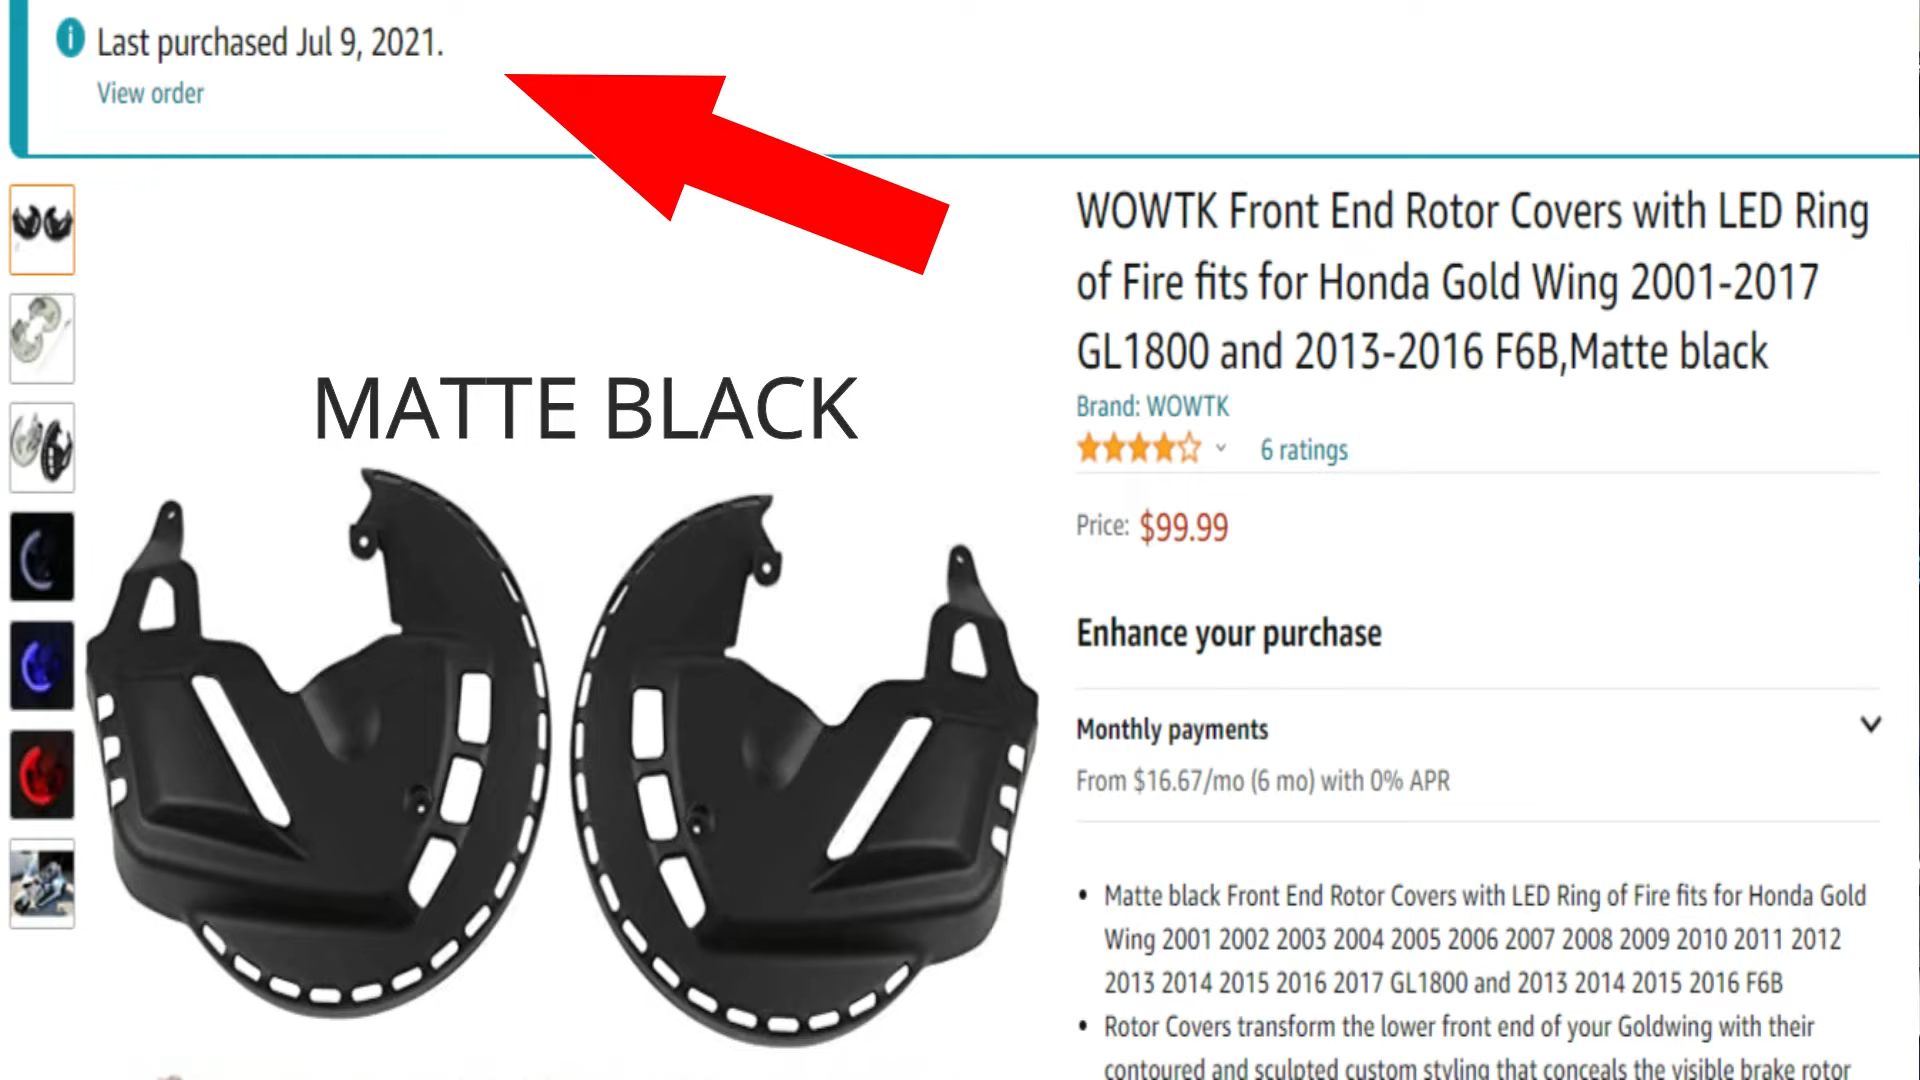 Last purchased Jul 9, 2021.
View order
MATTE BLACK
WOWTK Front End Rotor Covers with LED Ring
of Fire fits for Honda Gold Wing 2001-2017
GL1800 and 2013-2016 F6B,Matte black
Brand: WOWTK
6 ratings
Price: $99.99
Enhance your purchase
Monthly payments
From $16.67/mo (6 mo) with 0% APR
• Matte black Front End Rotor Covers with LED Ring of Fire fits for Honda Gold
Wing 2001 2002 2003 2004 2005 2006 2007 2008 2009 2010 2011 2012
2013 2014 2015 2016 2017 GL1800 and 2013 2014 2015 2016 F6B
• Rotor Covers transform the lower front end of your Goldwing with their
contoured and sculpted custom styling that conceals the visible brake rotor